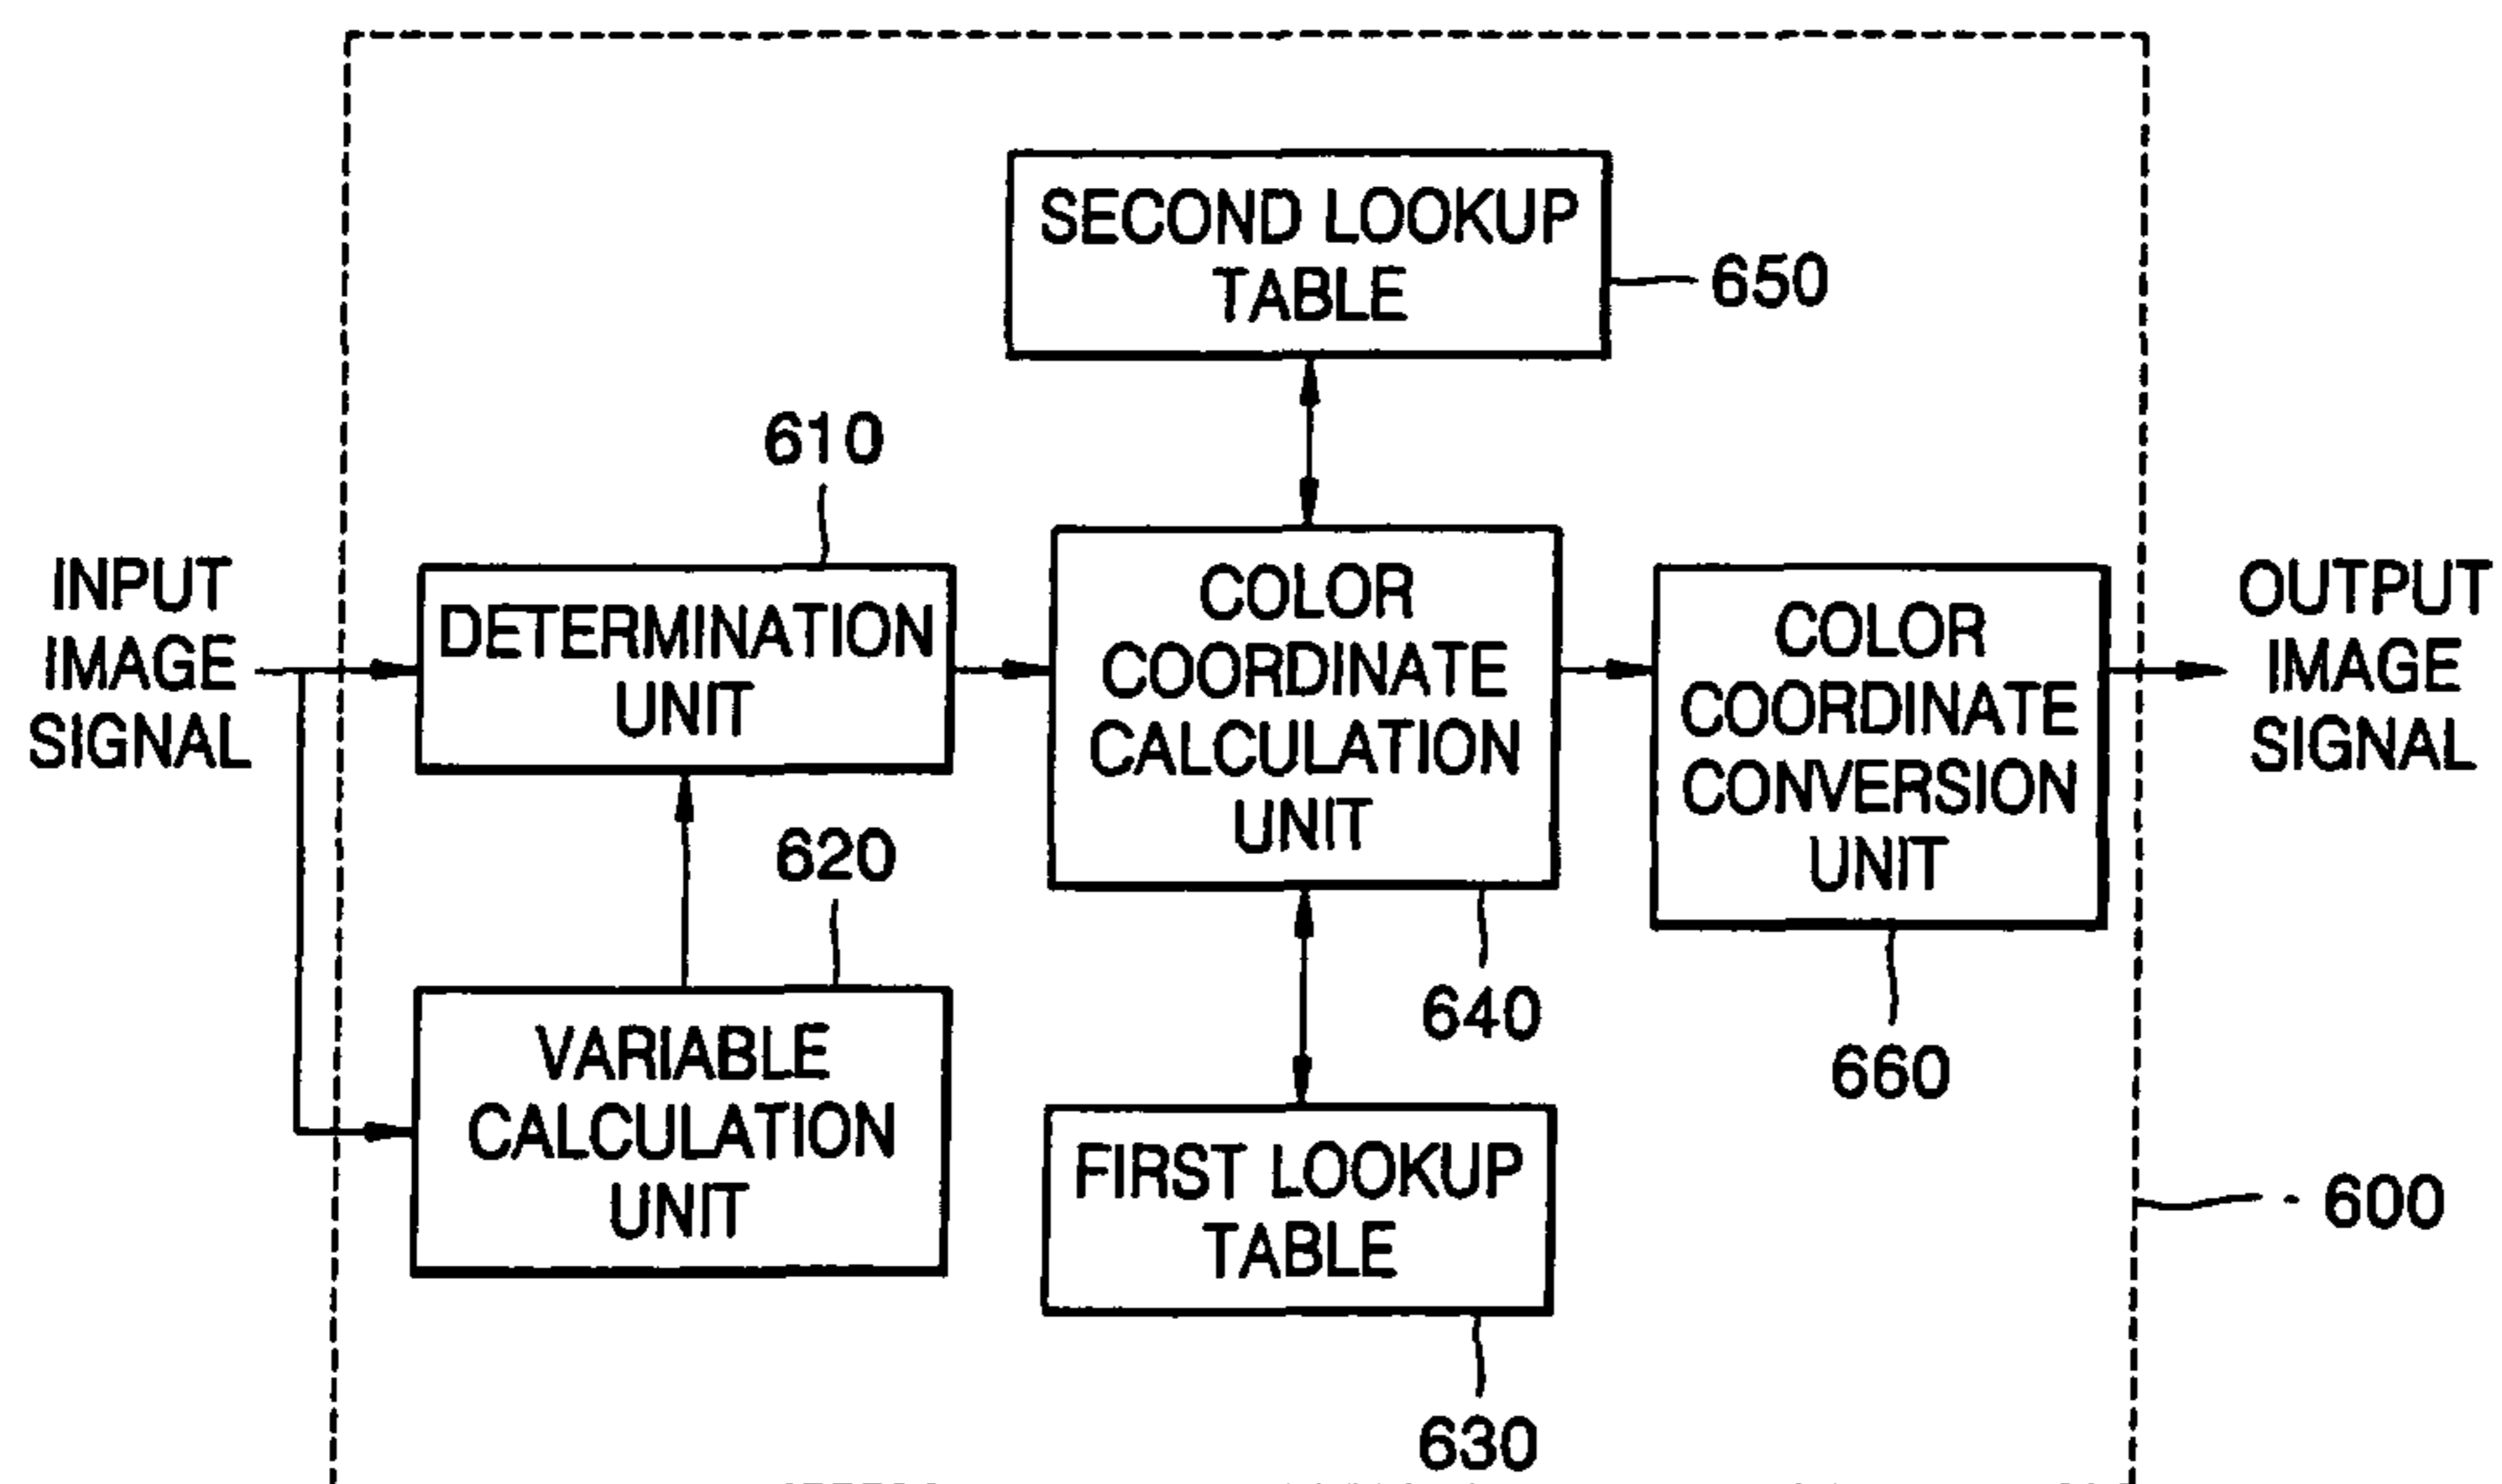 SECOND LOOKUP
TABLE
650
610
INPUT
IMAGE
SIGNAL
DETERMINATION
UNIT
COLOR
COORDINATE
CALCULATION
UNIT
COLOR
COORDINATE
CONVERSION
UNIT
OUTPUT
IMAGE
SIGNAL
620
640
660
VARIABLE
CALCULATION
UNIT
FIRST LOOKUP
TABLE
600
630